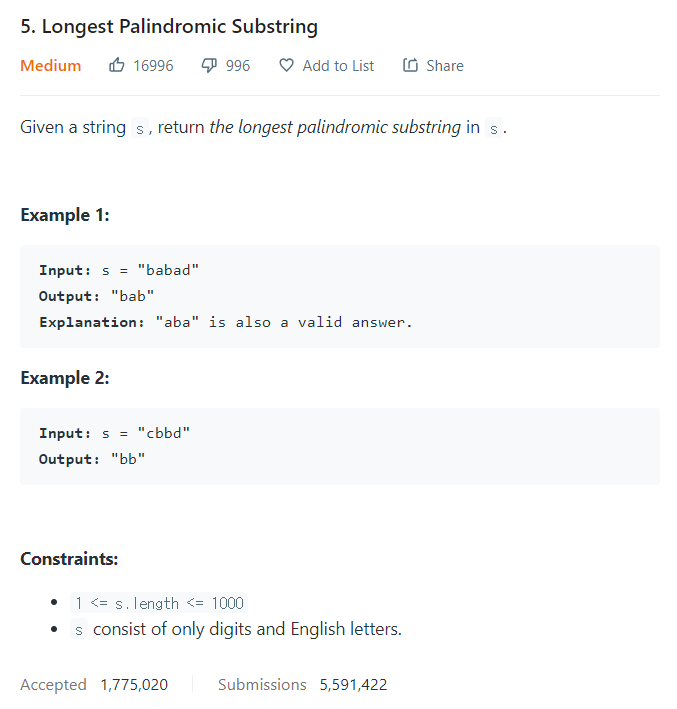 5. Longest Palindromic Substring
Medium 16996 996 Add to List Share
Given a string s, return the longest palindromic substring in s.
Example 1:
Input: s = "babad"
Output: "bab"
Explanation: "aba" is also a valid answer.
Example 2:
Input: s = "cbbd"
Output: "bb"
Constraints:
• 1 <= s.length <= 1000
• s consist of only digits and English letters.
Accepted 1,775,020 Submissions 5,591,422